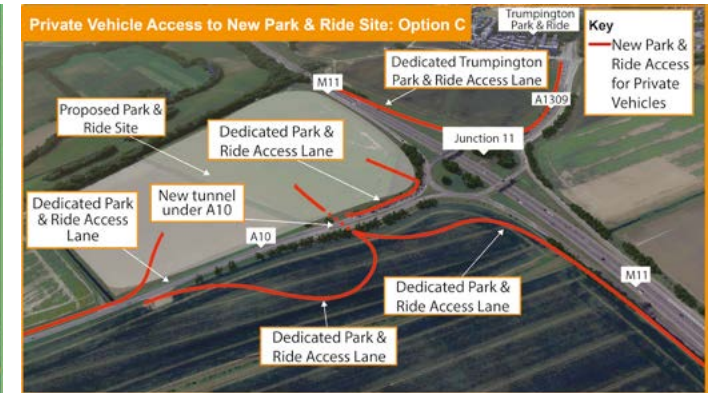 Private Vehicle Access to New Park & Ride Site: Option C
Trumpington
Park & Ride
Key
New Park &
Ride Access
for Private
Vehicles
M11
Dedicated Trumpington
Park & Ride Access Lane
A1309
Proposed Park &
Ride Site
Dedicated Park &
Ride Access Lane
Junction 11
Dedicated Park
& Ride Access
Lane
New tunnel
under A10
A10
M11
Dedicated Park &
Ride Access Lane
Dedicated Park &
Ride Access Lane